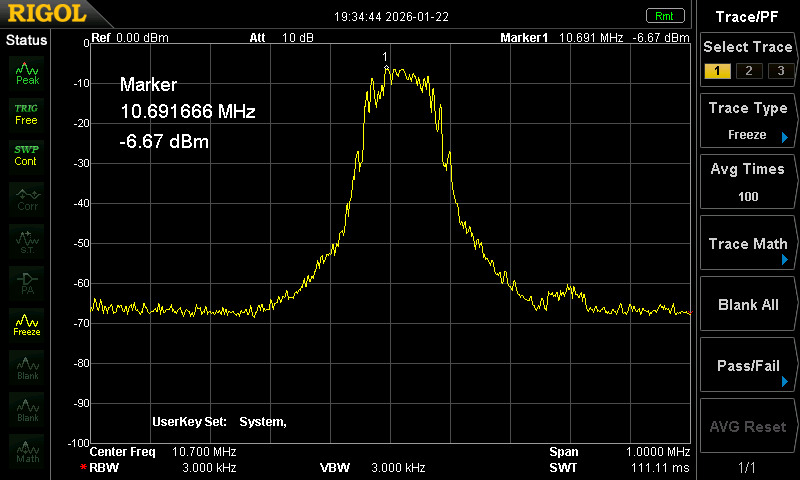 RIGOL
19:34:44 2026-01-22
Rmt
Trace/PF
Status
Ref 0.00 dBm Att 10 dB Marker1 10.691 MHz -6.67 dBm
Select Trace
1 2 3
Peak
TRIG
Free
SWP
Cont
Corr
S.T
PA
Freeze
Blank
Blank
Math
0
-10
-20
-30
-40
-50
-60
-70
-80
-90
-100
1
Marker
10.691666 MHz
-6.67 dBm
UserKey Set: System,
Center Freq 10.700 MHz Span 1.0000 MHz
RBW 3.000 kHz VBW 3.000 kHz SWT 111.11 ms
Trace Type
Freeze
Avg Times
100
Trace Math
Blank All
Pass/Fail
AVG Reset
1/1